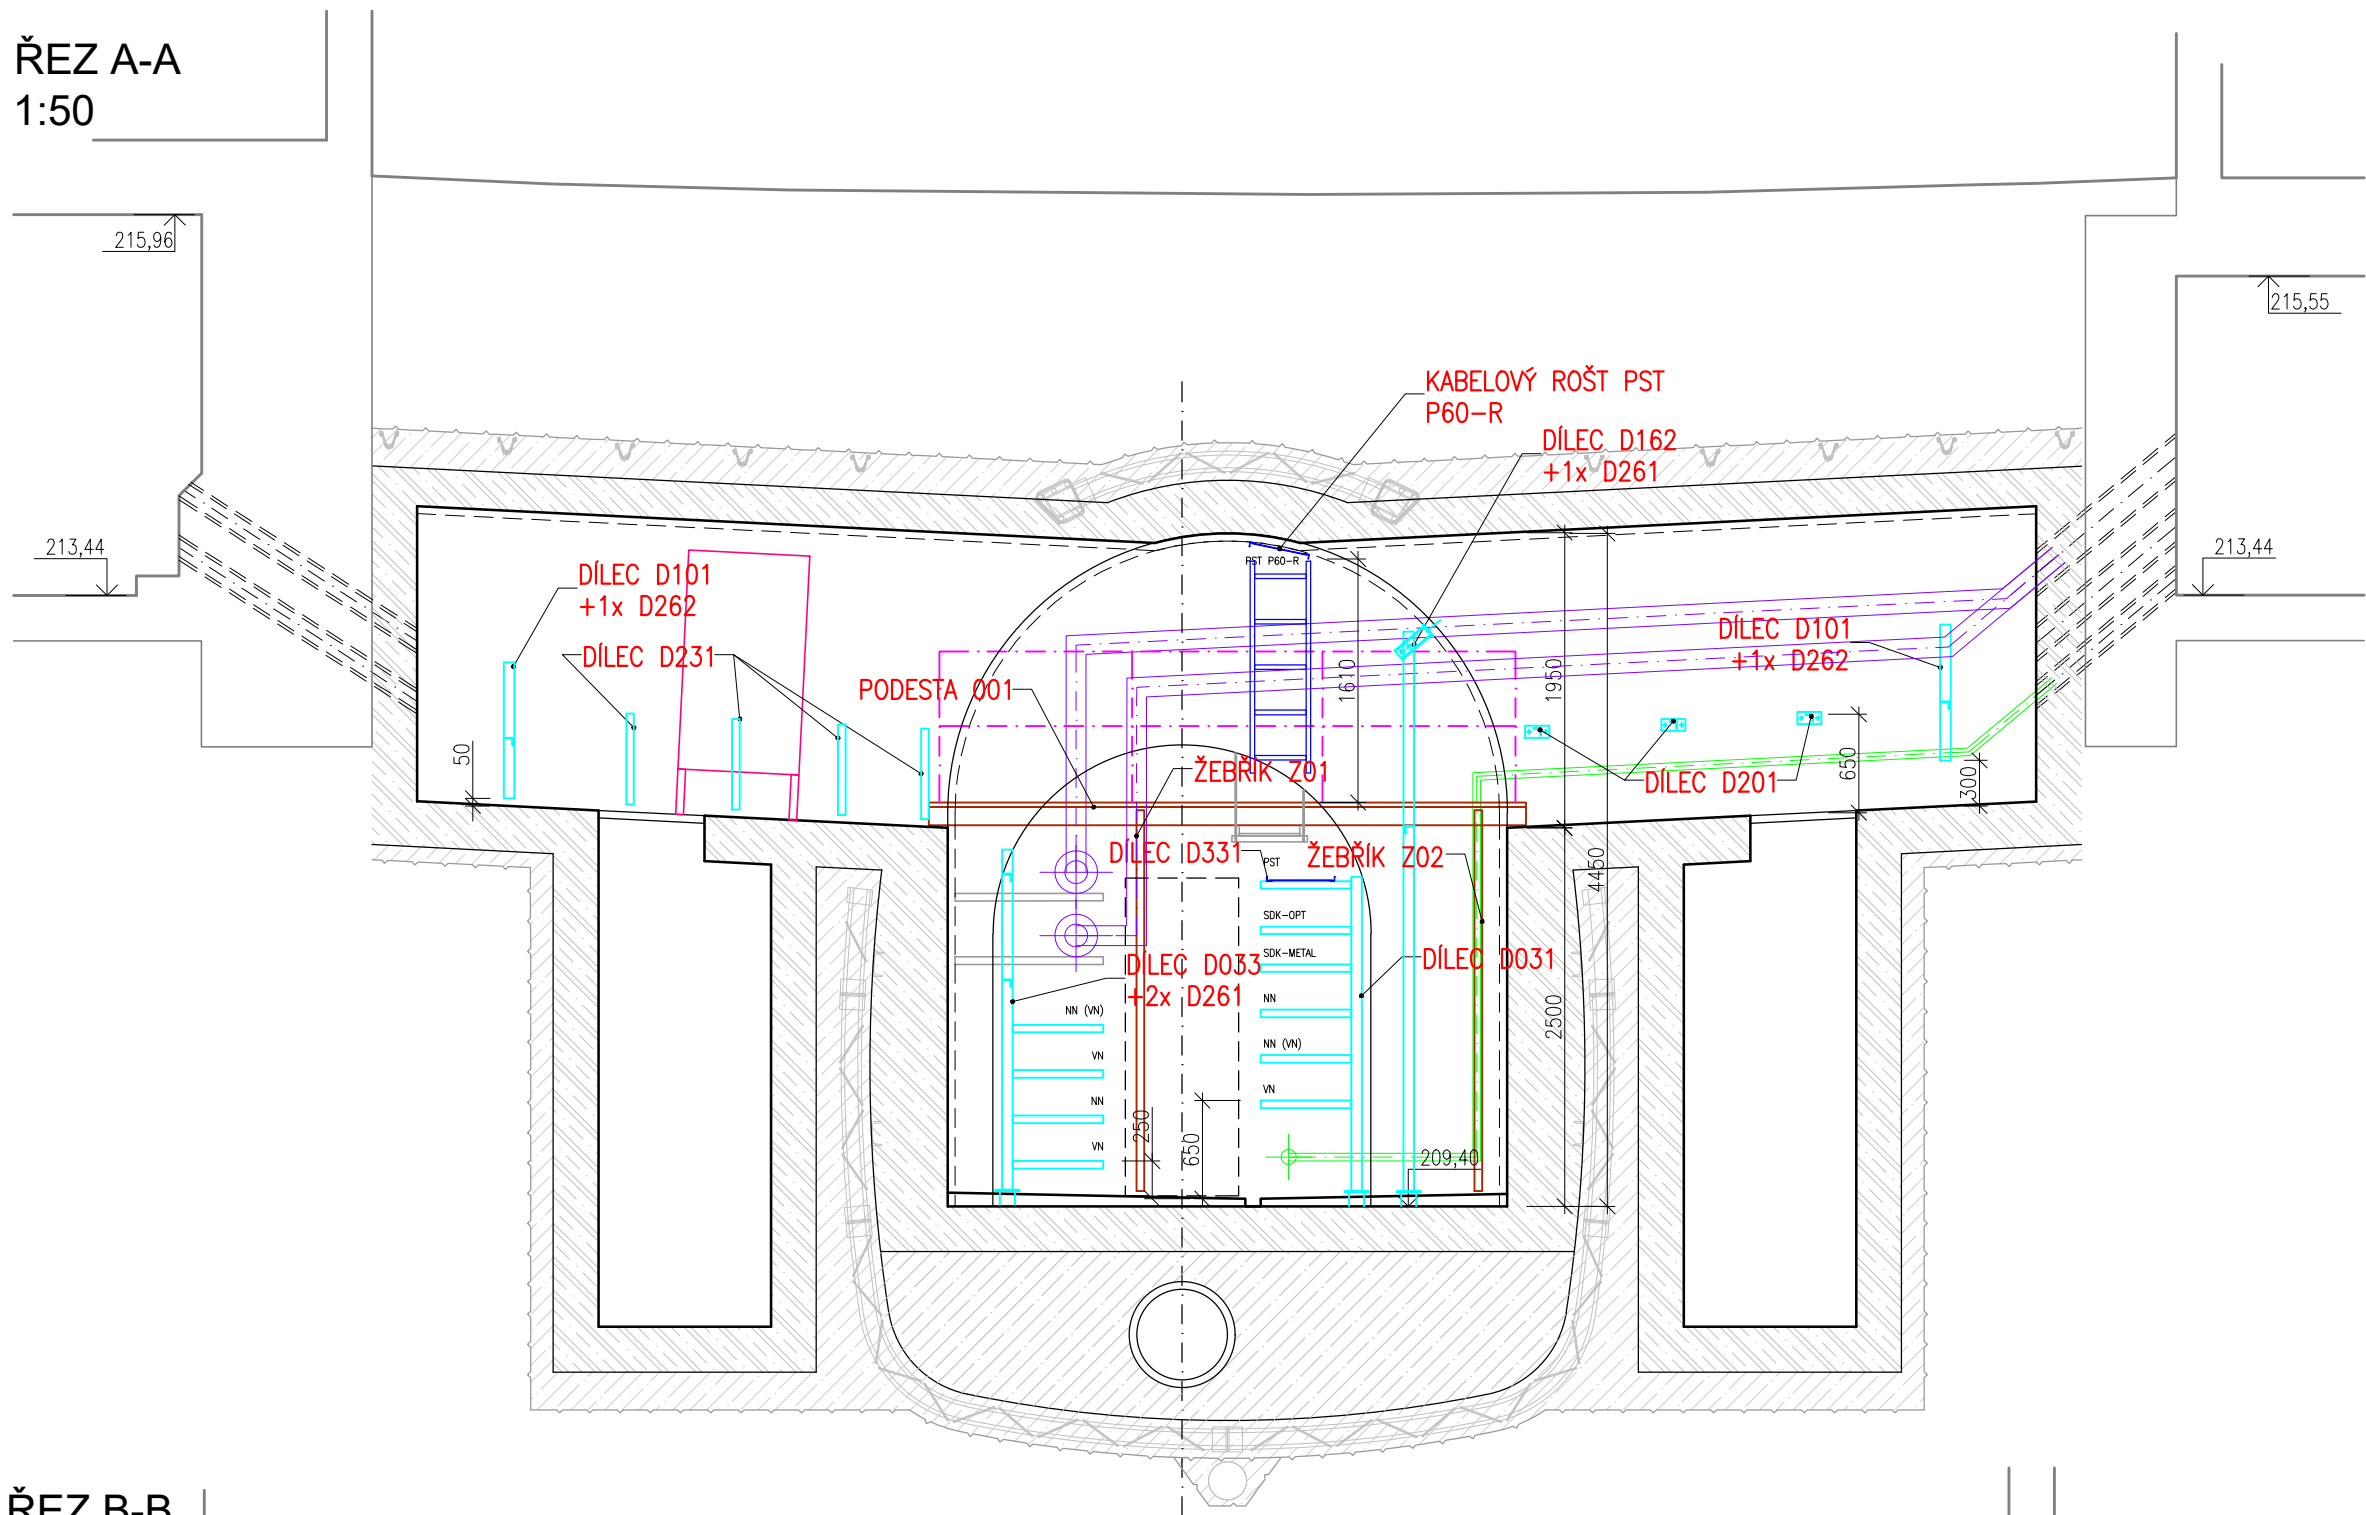 ŘEZ A-A
1:50
215,96
215,55
KABELOVÝ ROŠT PST
P60-R
DÍLEC D162
+1x D261
213,44
213,44
PST P60-R
DÍLEC D101
+1x D262
DÍLEC D101
+1x D262
DÍLEC D231
PODESTA 001
1610
1950
50
ŽEBŘÍK Z01
DÍLEC D201
650
300
DÍLEC D331
PST
ŽEBŘÍK Z02
4450
SDK-OPT
SDK-METAL
DÍLEC D031
DÍLEC D033
+2x D261
NN
NN (VN)
2500
NN (VN)
VN
VN
NN
250
650
VN
209,40
ŘEZ B-B